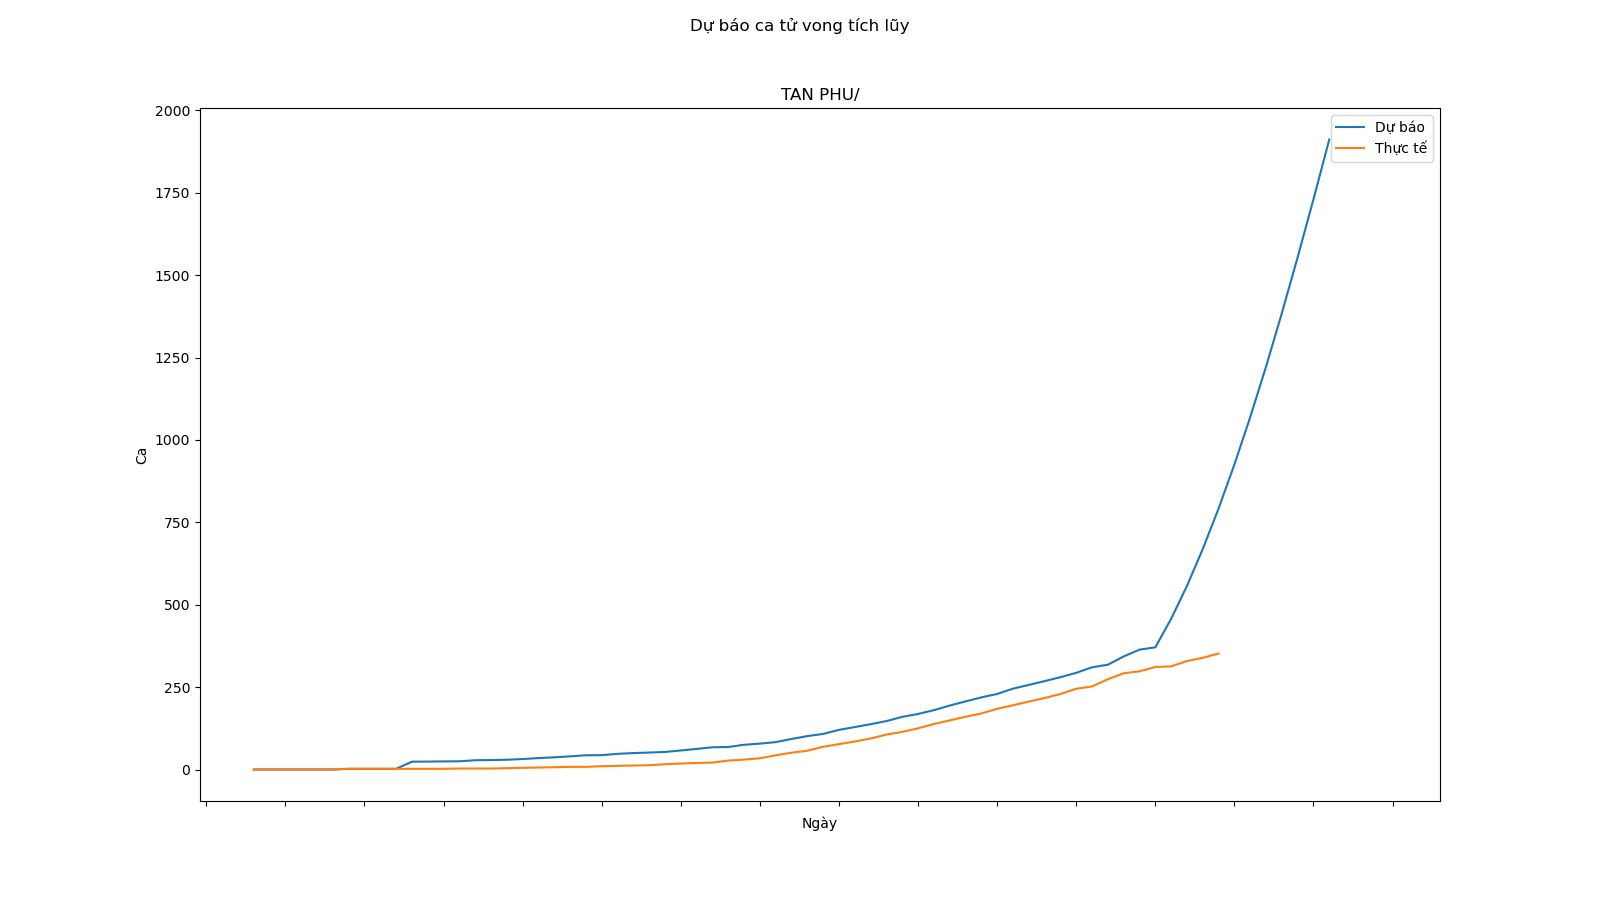 Dự báo ca tử vong tích lũy
TAN PHU/
2000
1750
1500
1250
1000
750
500
250
0
Ca
Ngày
Dự báo
Thực tế